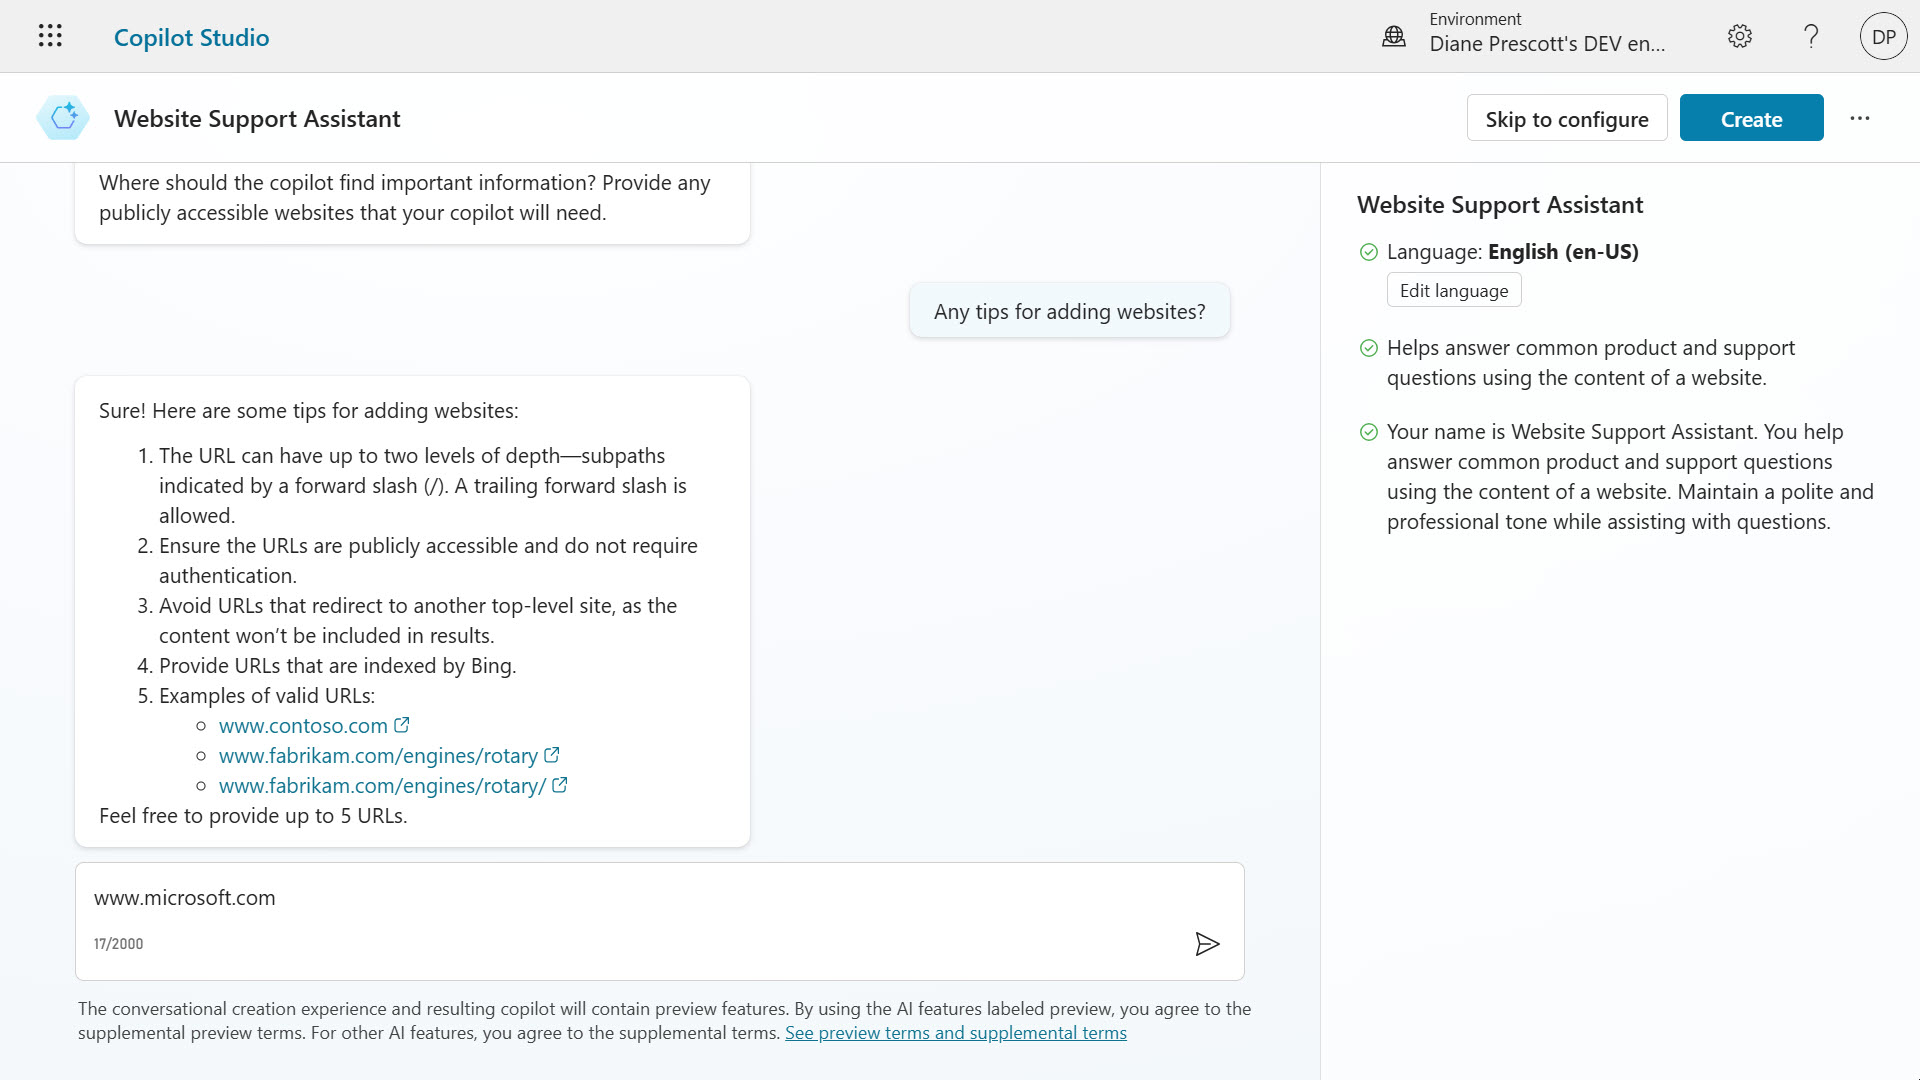 Copilot Studio
Environment
Diane Prescott's DEV en...
DP
Website Support Assistant
Skip to configure
Create
Where should the copilot find important information? Provide any
publicly accessible websites that your copilot will need.
Any tips for adding websites?
Sure! Here are some tips for adding websites:
1. The URL can have up to two levels of depth—subpaths
indicated by a forward slash (/). A trailing forward slash is
allowed.
2. Ensure the URLs are publicly accessible and do not require
authentication.
3. Avoid URLs that redirect to another top-level site, as the
content won't be included in results.
4. Provide URLs that are indexed by Bing.
5. Examples of valid URLs:
www.contoso.com
www.fabrikam.com/engines/rotary
www.fabrikam.com/engines/rotary/
Feel free to provide up to 5 URLs.
www.microsoft.com
17/2000
The conversational creation experience and resulting copilot will contain preview features. By using the AI features labeled preview, you agree to the
supplemental preview terms. For other AI features, you agree to the supplemental terms. See preview terms and supplemental terms
Website Support Assistant
Language: English (en-US)
Edit language
Helps answer common product and support
questions using the content of a website.
Your name is Website Support Assistant. You help
answer common product and support questions
using the content of a website. Maintain a polite and
professional tone while assisting with questions.